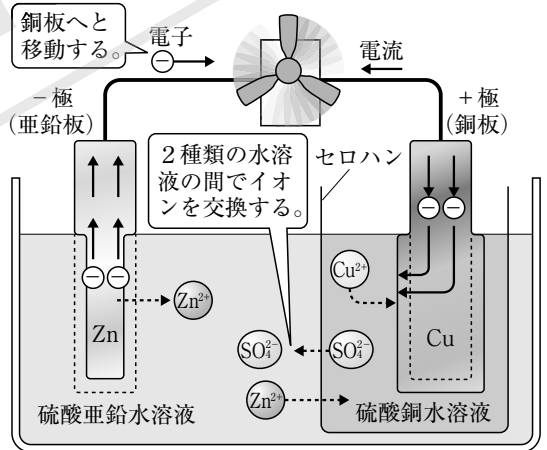 銅板へと
移動する。
電子
⊖
電流
−極
(亜鉛板)
+極
(銅板)
2種類の水溶
液の間でイオ
ンを交換する。
セロハン
⊖ ⊖
⊖ ⊖
Cu²⁺
Zn²⁺
Zn
Cu
SO₄²⁻
SO₄²⁻
Zn²⁺
硫酸亜鉛水溶液
硫酸銅水溶液